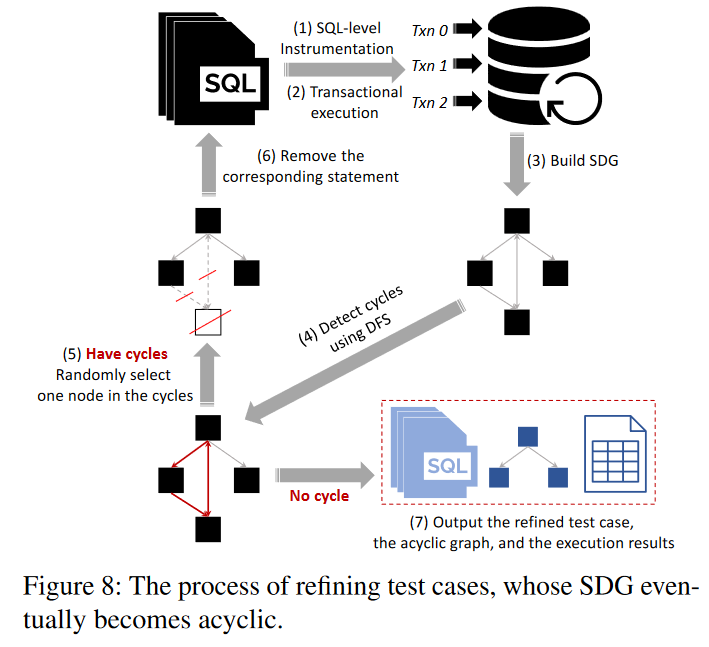 (1) SQL-level
Instrumentation
(2) Transactional
execution
SQL
Txn 0
Txn 1
Txn 2
(3) Build SDG
(6) Remove the
corresponding statement
(4) Detect cycles
using DFS
(5) Have cycles
Randomly select
one node in the cycles
No cycle
SQL
(7) Output the refined test case,
the acyclic graph, and the execution results
Figure 8: The process of refining test cases, whose SDG even-
tually becomes acyclic.